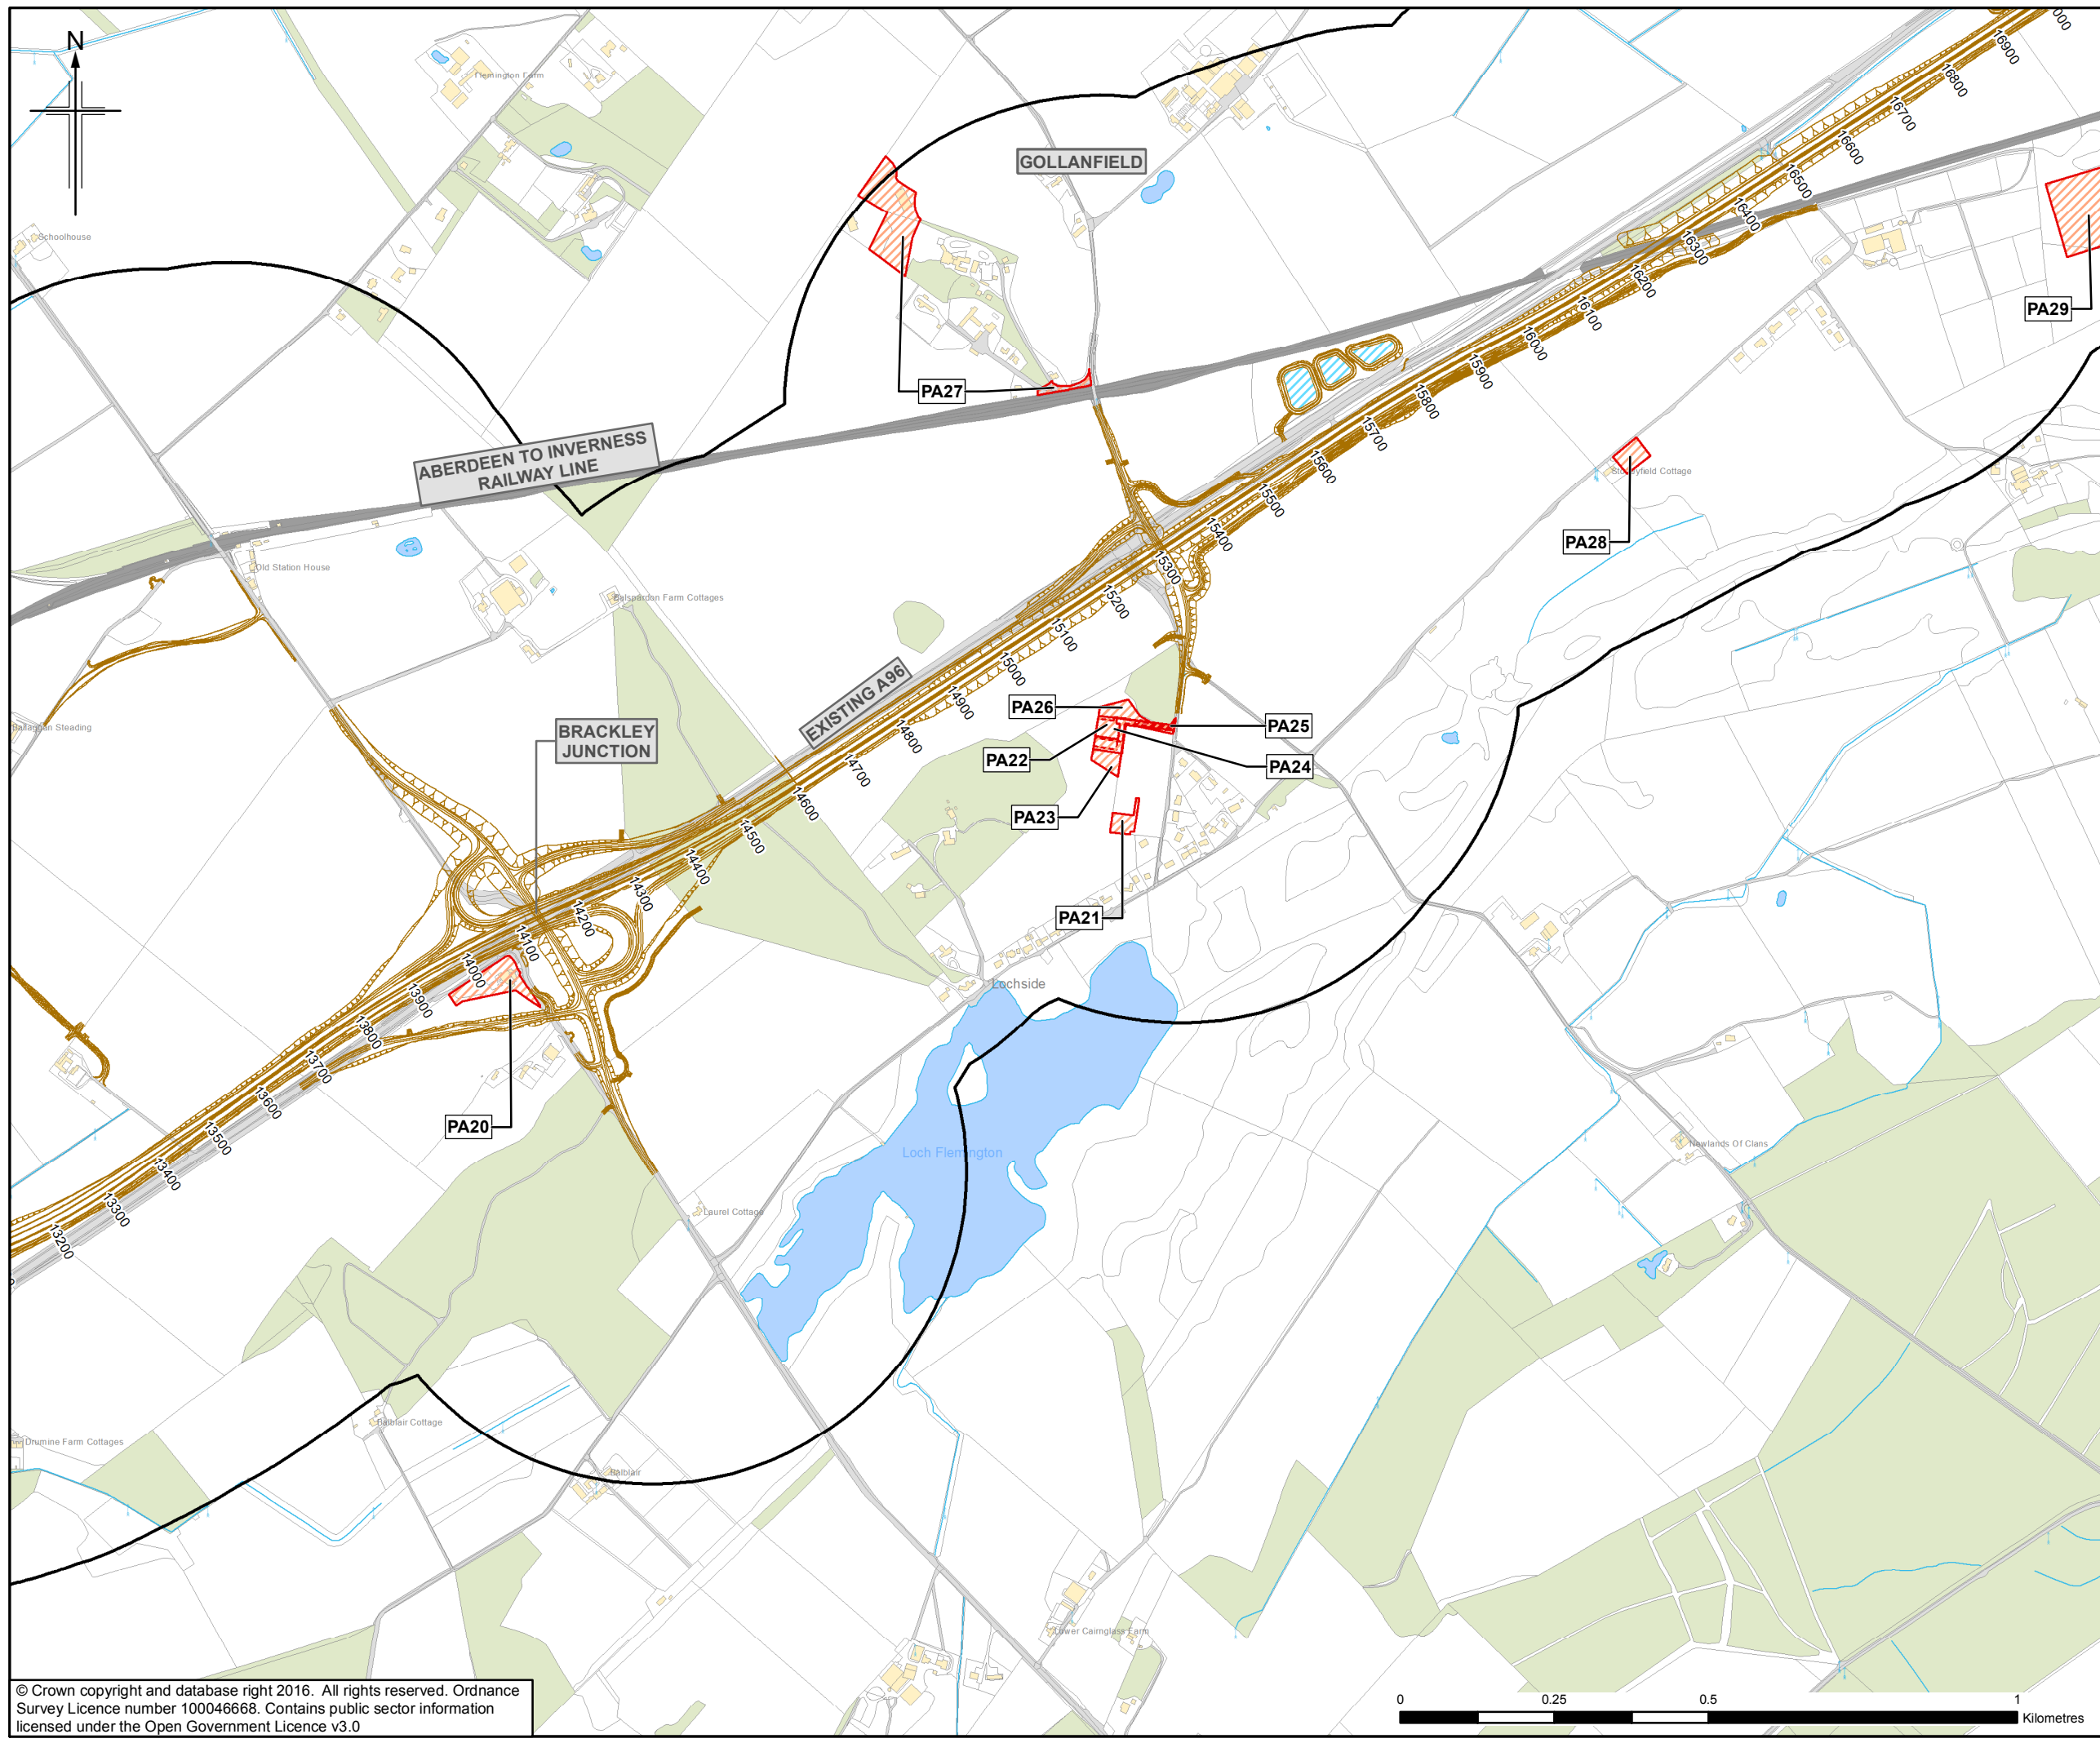 N
Flemington Farm
GOLLANFIELD
Schoolhouse
PA29
PA27
ABERDEEN TO INVERNESS
RAILWAY LINE
Stoneyfield Cottage
PA28
Old Station House
Balspardon Farm Cottages
EXISTING A96
BRACKLEY
JUNCTION
PA26
PA25
PA22
PA24
PA23
PA21
Lochside
PA20
Loch Flemington
Newlands Of Clans
Laurel Cottage
Balblair Cottage
Drumine Farm Cottages
Balblair
Lower Cairnglass Farm
13200
13300
13400
13500
13600
13700
13800
13900
14000
14100
14200
14300
14400
14500
14600
14700
14800
14900
15000
15100
15200
15300
15400
15500
15600
15700
15800
15900
16000
16100
16200
16300
16400
16500
16600
16700
16800
16900
© Crown copyright and database right 2016. All rights reserved. Ordnance
Survey Licence number 100046668. Contains public sector information
licensed under the Open Government Licence v3.0
0 0.25 0.5 1
Kilometres